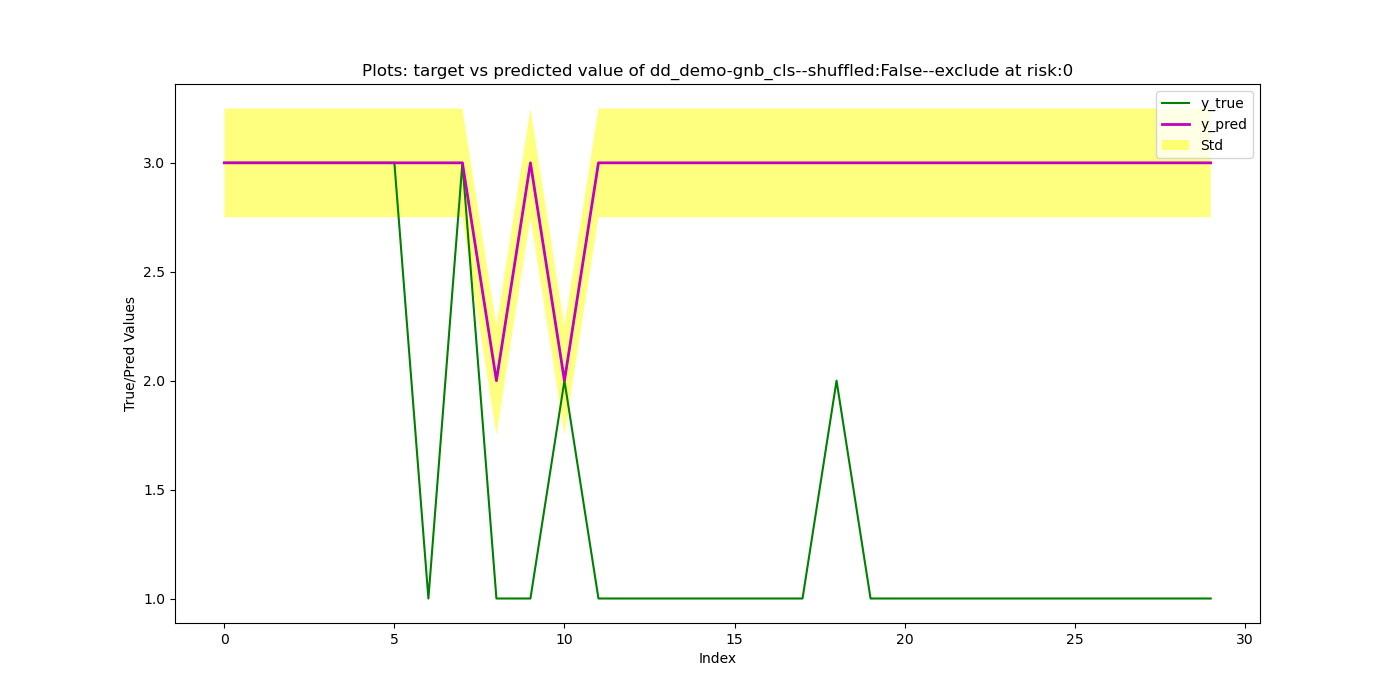 Plots: target vs predicted value of dd_demo-gnb_cls--shuffled:False--exclude at risk:0
y_true
y_pred
Std
3.0
2.5
2.0
1.5
1.0
True/Pred Values
0 5 10 15 20 25 30
Index